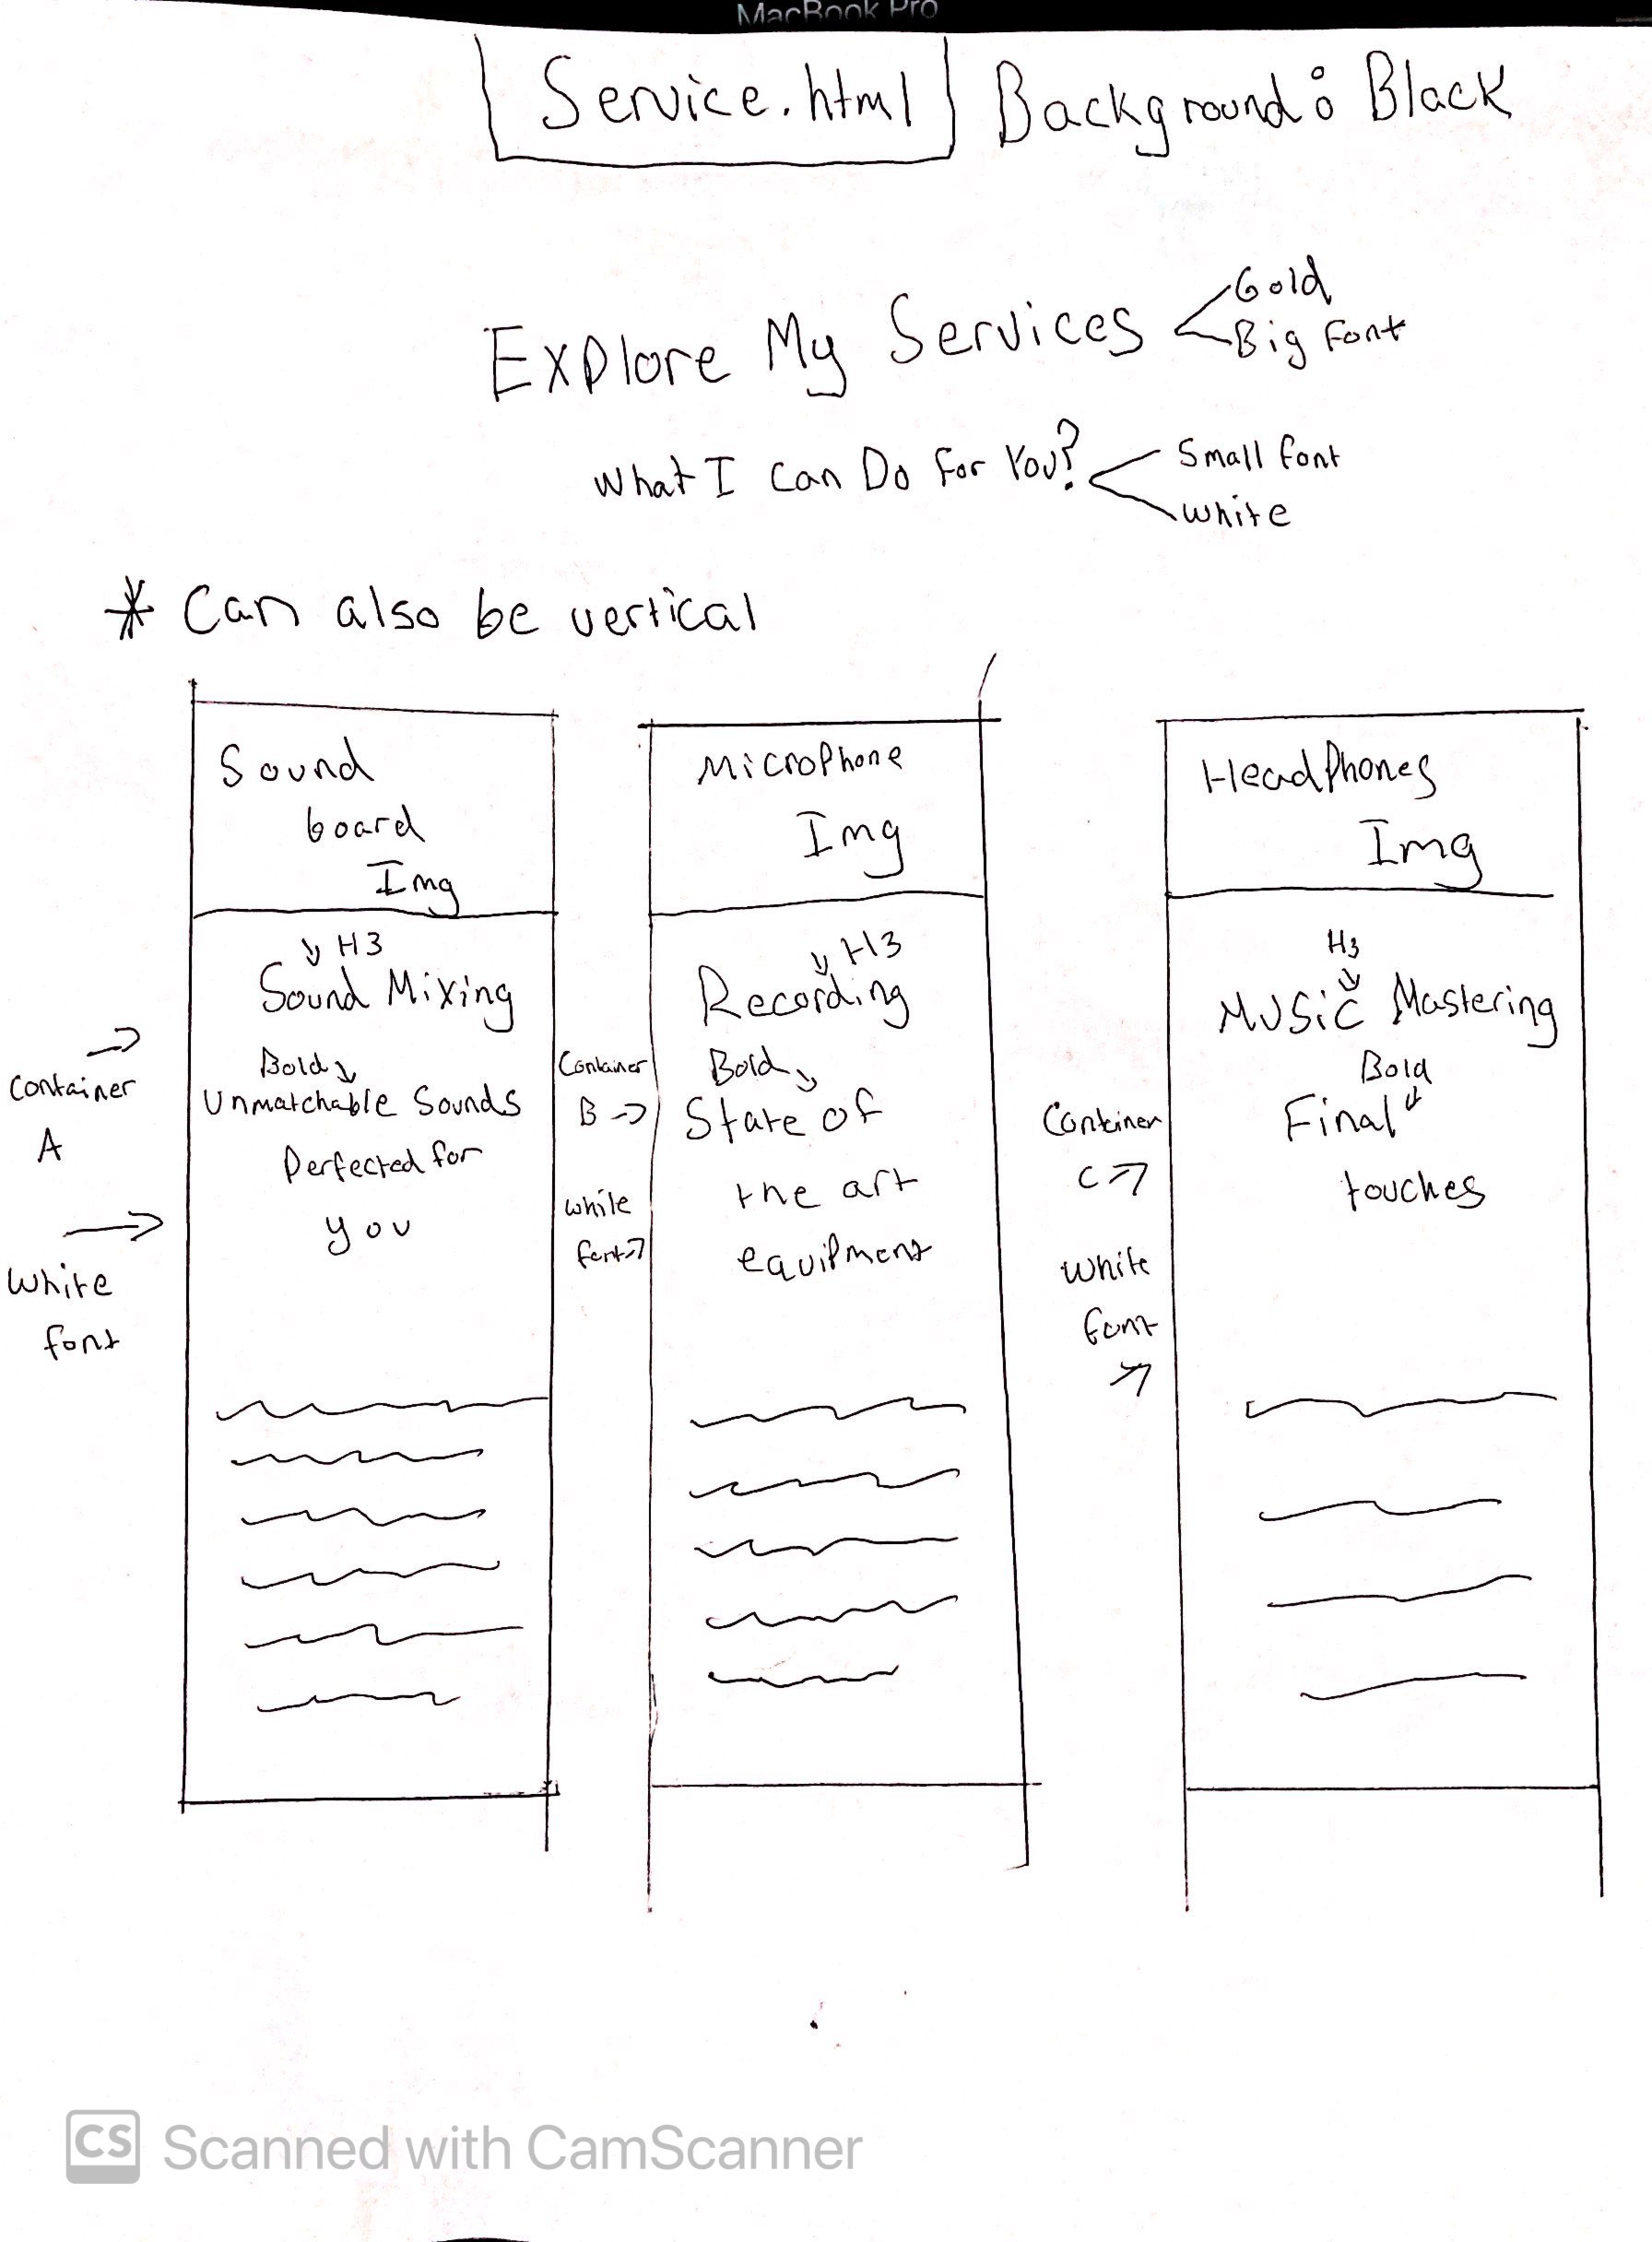 MacBook Pro
Service.html Background: Black
Explore My Services
Gold
Big Font
What I Can Do For You?
Small font
White
* Can also be vertical
Sound
board
Img
H3
Sound Mixing
Bold
Unmatchable Sounds
Perfected for
you
Container
A
White
font
Microphone
Img
H3
Recording
Bold
State of
the art
equipment
Container
B
white
font
Headphones
Img
H3
Music Mastering
Bold
Final
touches
Container
C
white
font
CS Scanned with CamScanner